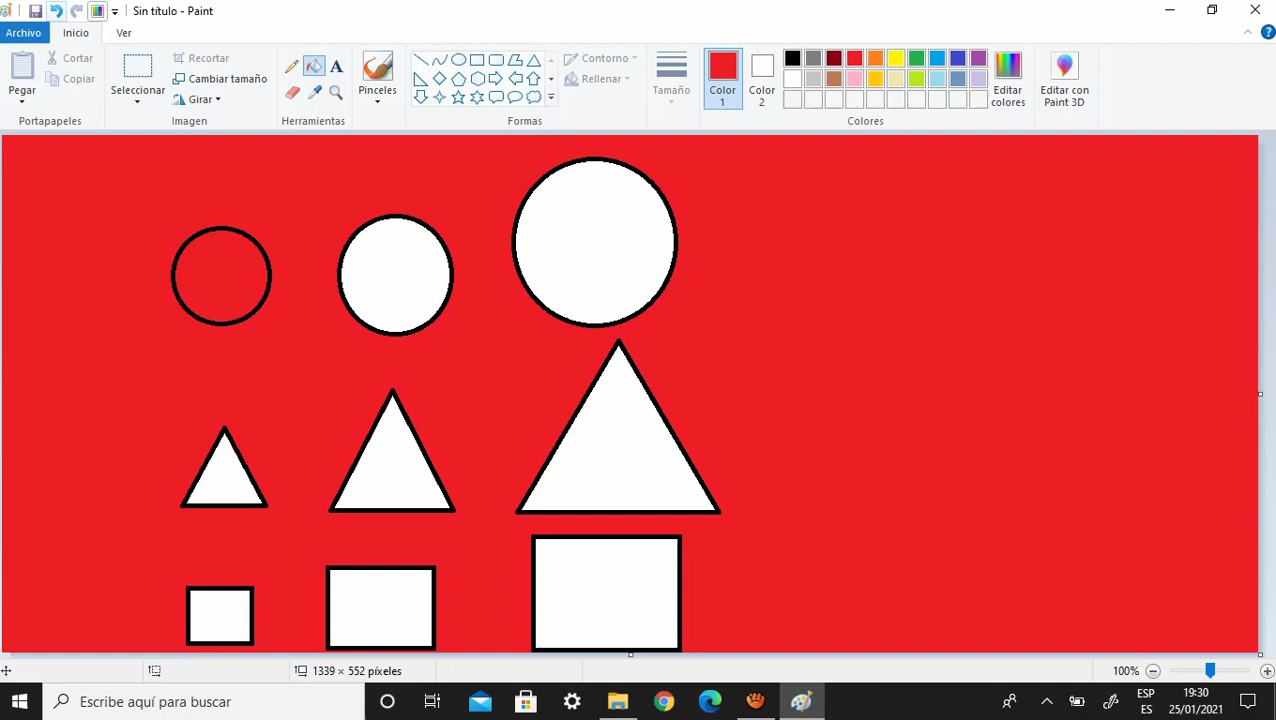 Sin título - Paint
Archivo Inicio Ver
Pegar
Cortar
Copiar
Portapapeles
Seleccionar
Recortar
Cambiar tamaño
Girar
Imagen
A
Herramientas
Pinceles
Contorno
Rellenar
Formas
Tamaño
Color
1
Color
2
Editar
colores
Colores
Editar con
Paint 3D
1339 × 552 píxeles
100%
Escribe aquí para buscar
ESP
ES
19:30
25/01/2021